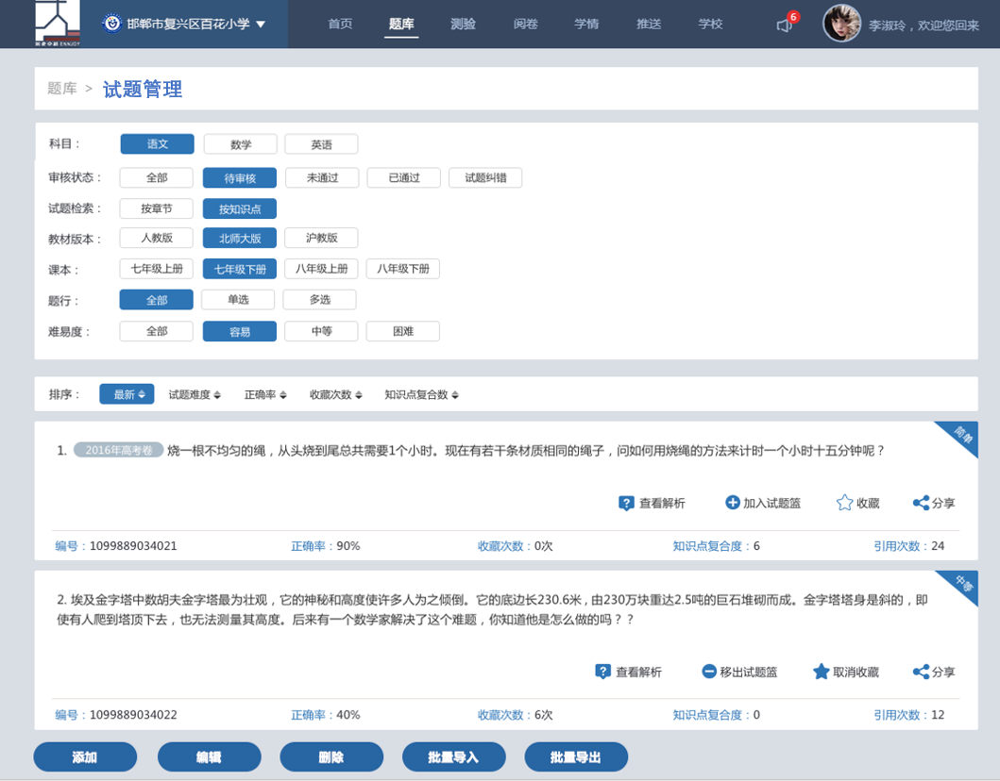 邯郸市复兴区百花小学 首页 题库 测验 阅卷 学情 推送 学校 6 李淑玲，欢迎您回来
题库 > 试题管理
科目： 语文 数学 英语
审核状态： 全部 待审核 未通过 已通过 试题纠错
试题检索： 按章节 按知识点
教材版本： 人教版 北师大版 沪教版
课本： 七年级上册 七年级下册 八年级上册 八年级下册
题行： 全部 单选 多选
难易度： 全部 容易 中等 困难
排序： 最新 试题难度 正确率 收藏次数 知识点复合数
简单
1. 2016年高考卷 烧一根不均匀的绳，从头烧到尾总共需要1个小时。现在有若干条材质相同的绳子，问如何用烧绳的方法来计时一个小时十五分钟呢？
? 查看解析 加入试题篮 收藏 分享
编号：1099889034021 正确率：90% 收藏次数：0次 知识点复合度：6 引用次数：24
中等
2. 埃及金字塔中数胡夫金字塔最为壮观，它的神秘和高度使许多人为之倾倒。它的底边长230.6米，由230万块重达2.5吨的巨石堆砌而成。金字塔塔身是斜的，即
使有人爬到塔顶下去，也无法测量其高度。后来有一个数学家解决了这个难题，你知道他是怎么做的吗？？
? 查看解析 移出试题篮 取消收藏 分享
编号：1099889034022 正确率：40% 收藏次数：6次 知识点复合度：0 引用次数：12
添加 编辑 删除 批量导入 批量导出